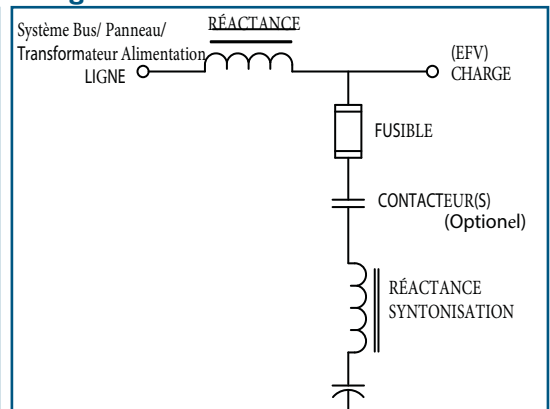 Système Bus/ Panneau/
Transformateur Alimentation
LIGNE
RÉACTANCE
(EFV)
CHARGE
FUSIBLE
CONTACTEUR(S)
(Optionel)
RÉACTANCE
SYNTONISATION